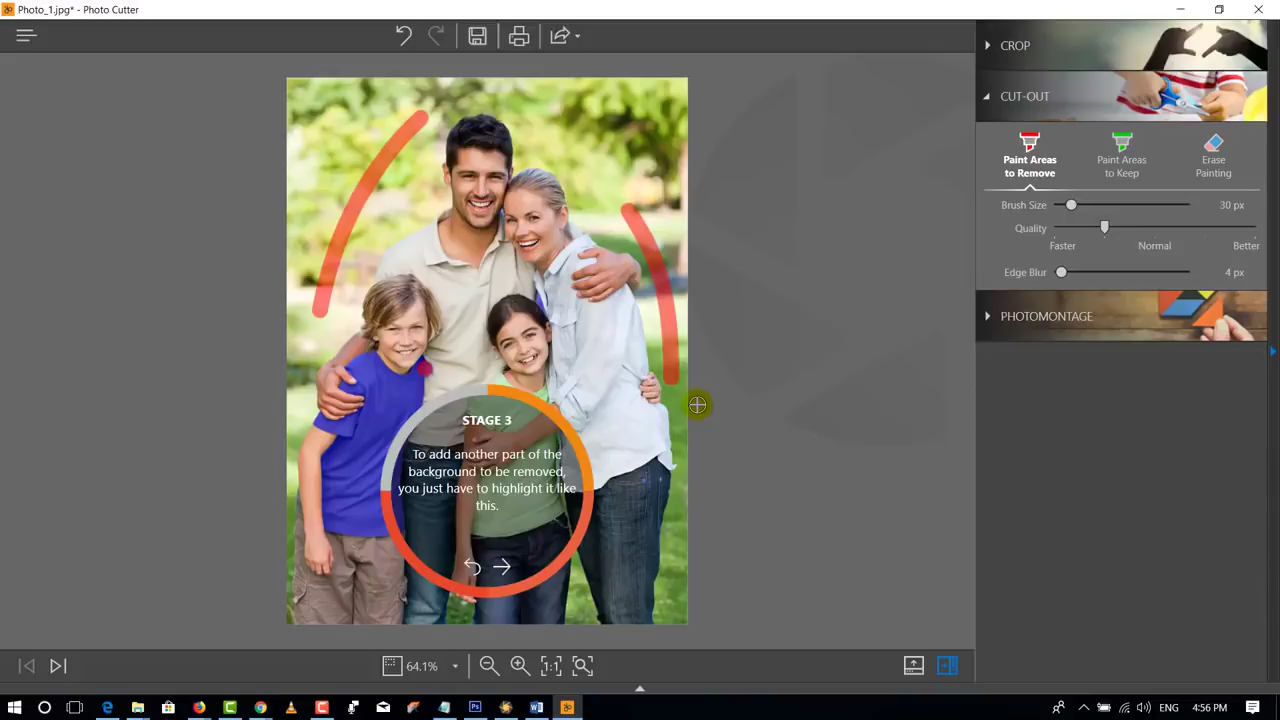 Photo_1.jpg* - Photo Cutter
CROP
CUT-OUT
Paint Areas
to Remove
Paint Areas
to Keep
Erase
Painting
Brush Size
30 px
Quality
Faster
Normal
Better
Edge Blur
4 px
PHOTOMONTAGE
STAGE 3
To add another part of the
background to be removed,
you just have to highlight it like
this.
64.1%
1:1
4:56 PM